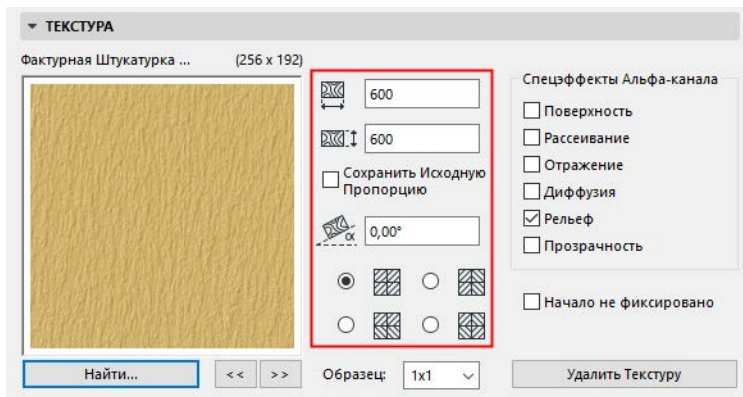 ТЕКСТУРА
Фактурная Штукатурка ... (256 x 192)
600
600
Сохранить Исходную
Пропорцию
α 0,00°
Спецэффекты Альфа-канала
Поверхность
Рассеивание
Отражение
Диффузия
Рельеф
Прозрачность
Начало не фиксировано
Найти... << >> Образец: 1x1 Удалить Текстуру